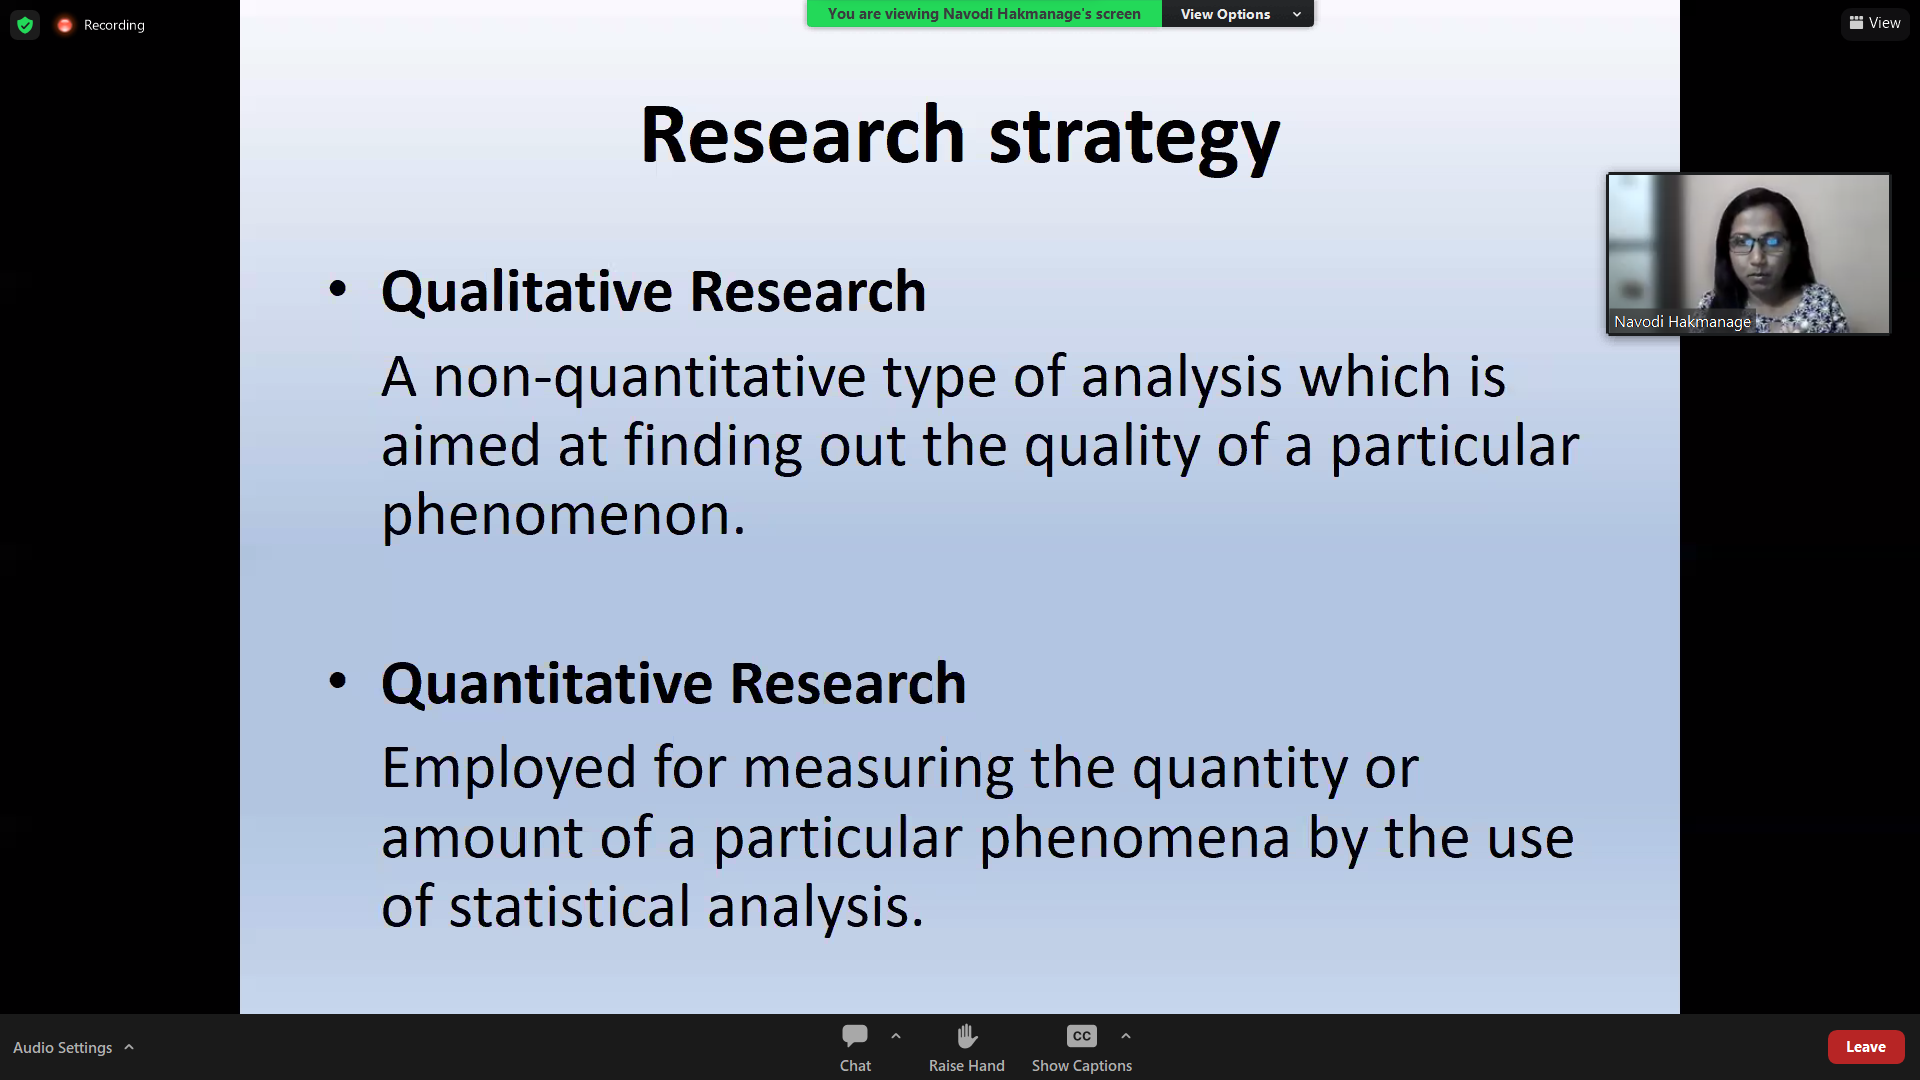 Recording
You are viewing Navodi Hakmanage's screen
View Options
View
Research strategy
• Qualitative Research
A non-quantitative type of analysis which is
aimed at finding out the quality of a particular
phenomenon.
• Quantitative Research
Employed for measuring the quantity or
amount of a particular phenomena by the use
of statistical analysis.
Navodi Hakmanage
Audio Settings
Chat
Raise Hand
CC
Show Captions
Leave